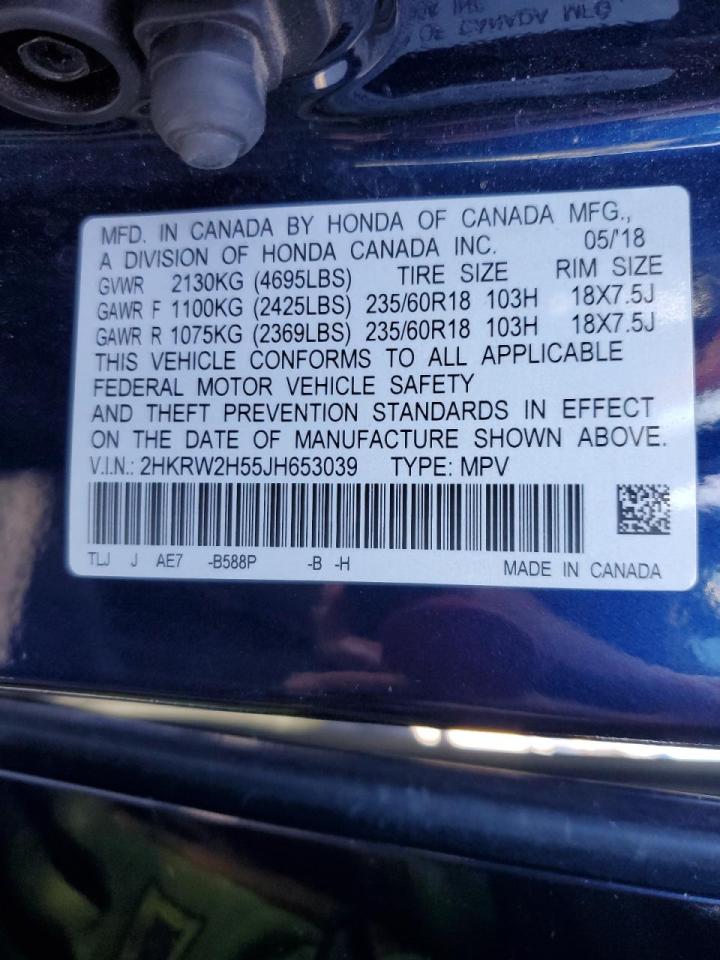 MFD. IN CANADA BY HONDA OF CANADA MFG.,
A DIVISION OF HONDA CANADA INC. 05/'18
GVWR 2130KG (4695LBS) TIRE SIZE RIM SIZE
GAWR F 1100KG (2425LBS) 235/60R18 103H 18X7.5J
GAWR R 1075KG (2369LBS) 235/60R18 103H 18X7.5J
THIS VEHICLE CONFORMS TO ALL APPLICABLE
FEDERAL MOTOR VEHICLE SAFETY
AND THEFT PREVENTION STANDARDS IN EFFECT
ON THE DATE OF MANUFACTURE SHOWN ABOVE.
V.I.N.: 2HKRW2H55JH653039 TYPE: MPV
TLJ J AE7 -B588P -B -H MADE IN CANADA